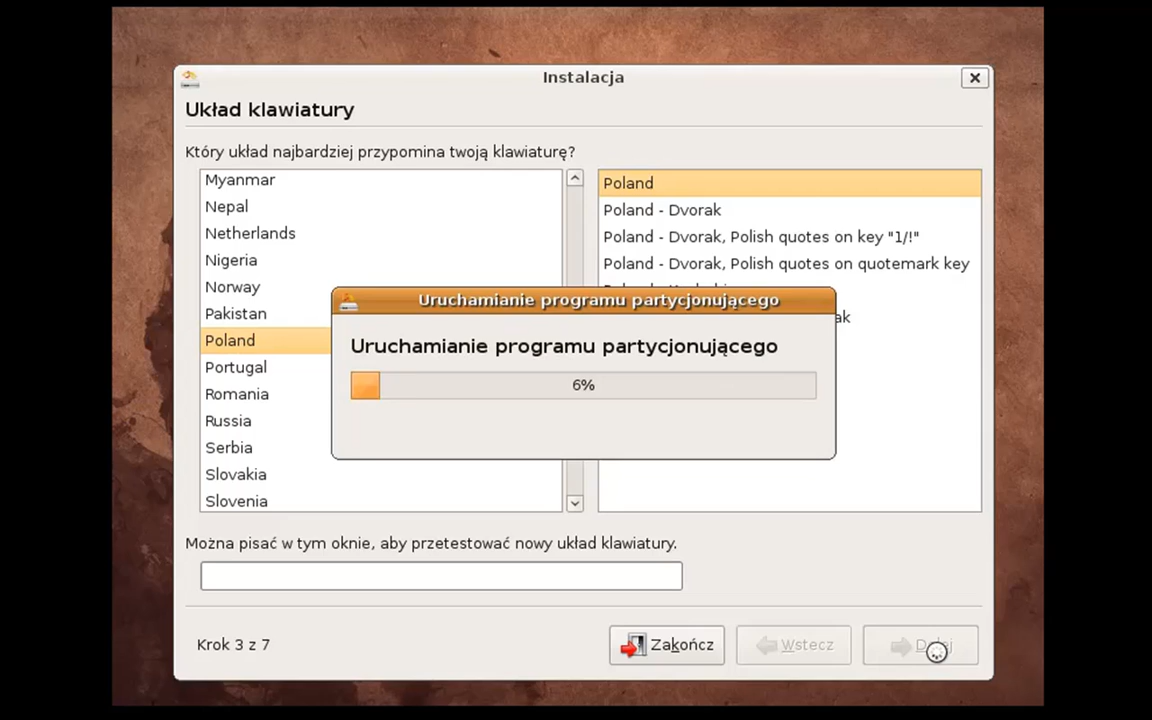 Instalacja
Układ klawiatury
Który układ najbardziej przypomina twoją klawiaturę?
Myanmar
Nepal
Netherlands
Nigeria
Norway
Pakistan
Poland
Portugal
Romania
Russia
Serbia
Slovakia
Slovenia
Poland
Poland - Dvorak
Poland - Dvorak, Polish quotes on key "1/!"
Poland - Dvorak, Polish quotes on quotemark key
Uruchamianie programu partycjonującego
Uruchamianie programu partycjonującego
6%
Można pisać w tym oknie, aby przetestować nowy układ klawiatury.
Krok 3 z 7
Zakończ
Wstecz